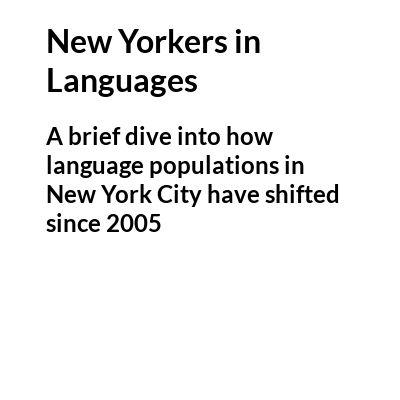 New Yorkers in
Languages
A brief dive into how
language populations in
New York City have shifted
since 2005